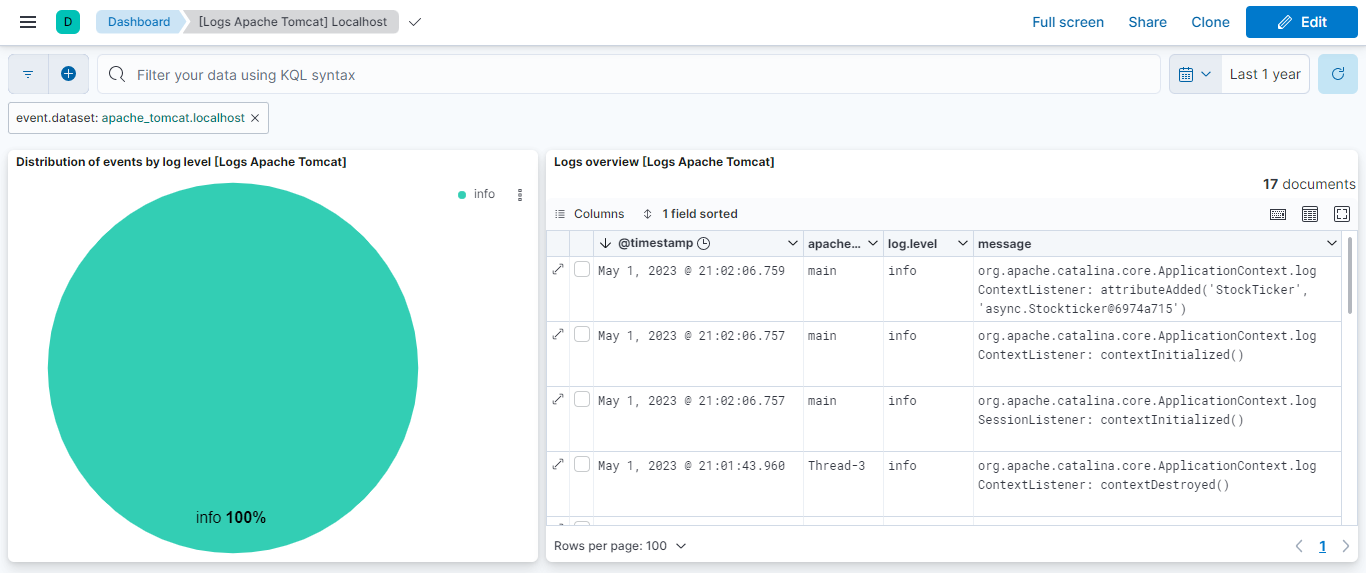 D Dashboard [Logs Apache Tomcat] Localhost Full screen Share Clone Edit
Filter your data using KQL syntax Last 1 year
event.dataset: apache_tomcat.localhost ×
Distribution of events by log level [Logs Apache Tomcat]
info
info 100%
Logs overview [Logs Apache Tomcat]
17 documents
Columns 1 field sorted
@timestamp apache... log.level message
May 1, 2023 @ 21:02:06.759 main info org.apache.catalina.core.ApplicationContext.log
ContextListener: attributeAdded('StockTicker',
'async.Stockticker@6974a715')
May 1, 2023 @ 21:02:06.757 main info org.apache.catalina.core.ApplicationContext.log
ContextListener: contextInitialized()
May 1, 2023 @ 21:02:06.757 main info org.apache.catalina.core.ApplicationContext.log
SessionListener: contextInitialized()
May 1, 2023 @ 21:01:43.960 Thread-3 info org.apache.catalina.core.ApplicationContext.log
ContextListener: contextDestroyed()
Rows per page: 100 1